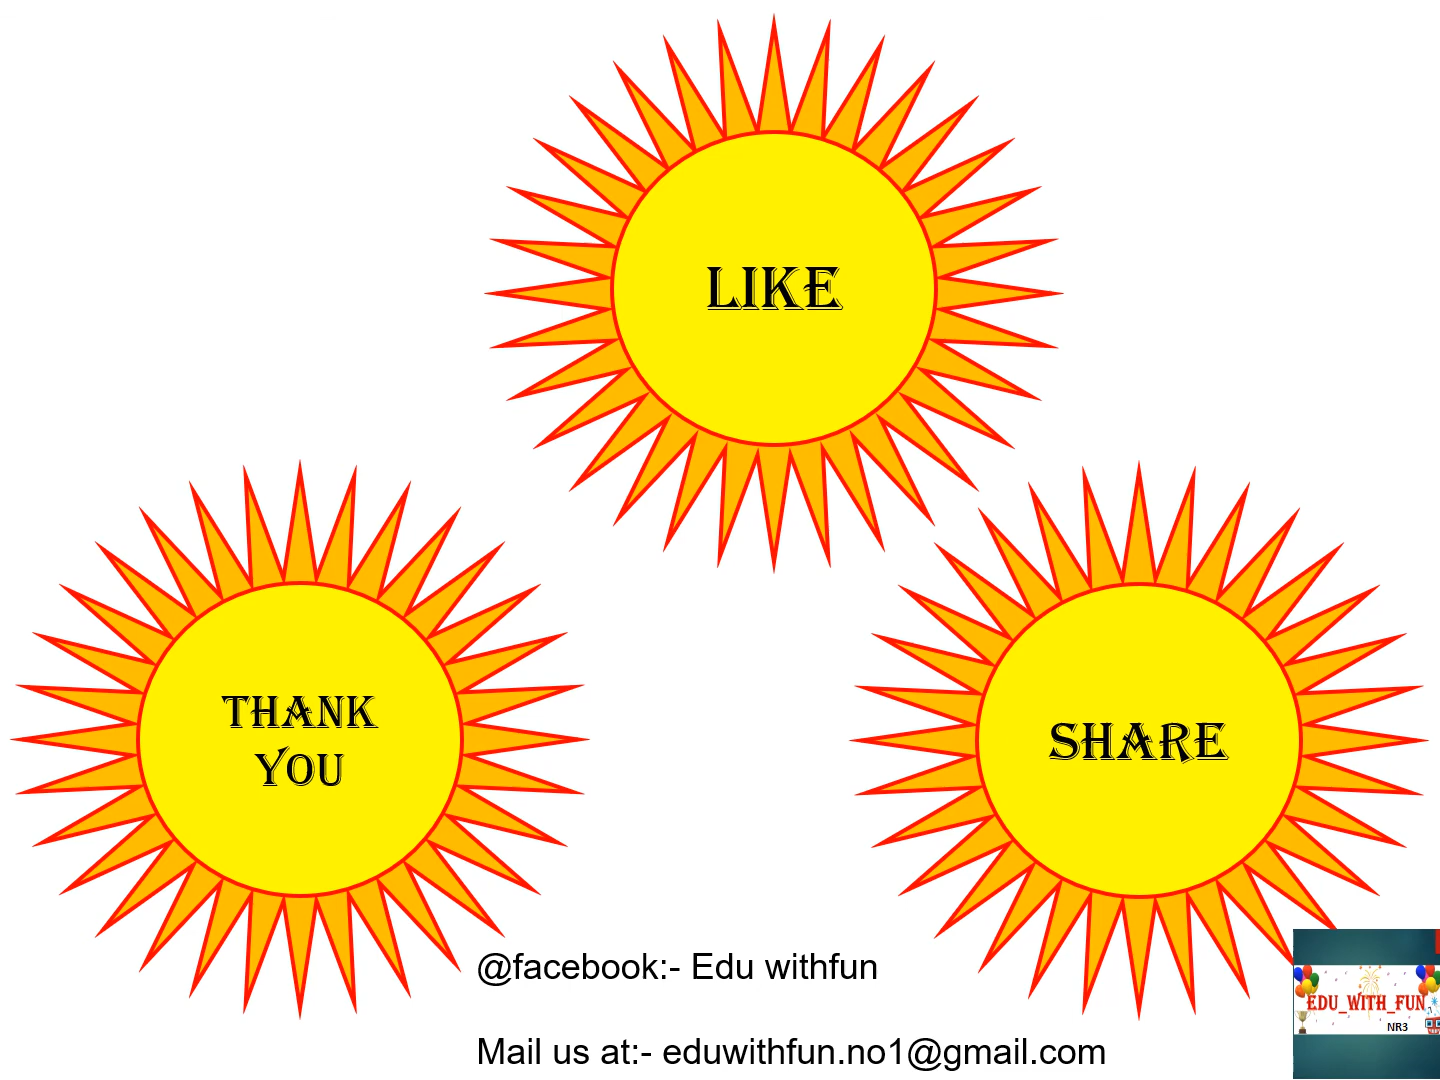 LIKE
THANK
YOU
SHARE
@facebook:- Edu withfun
Mail us at:- eduwithfun.no1@gmail.com
EDU_WITH_FUN
NR3